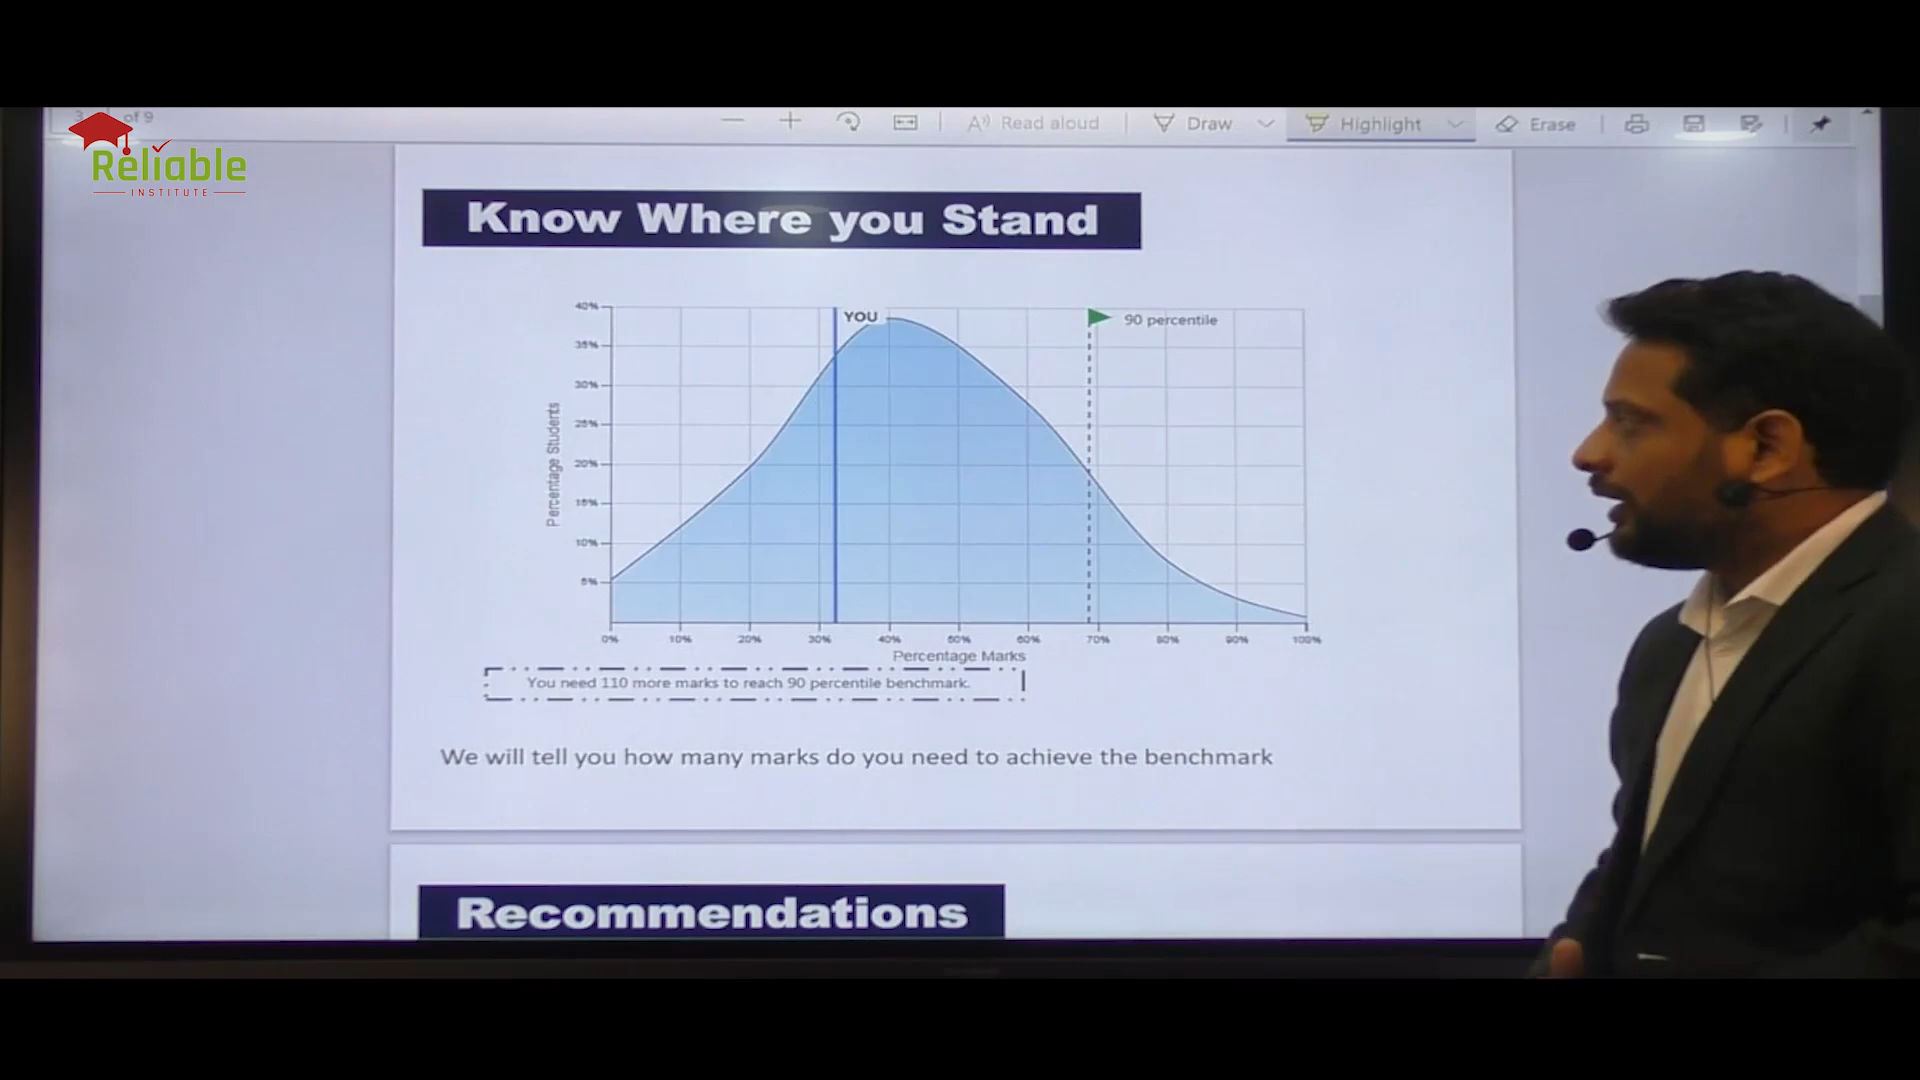 of 9
Read aloud
Draw
Highlight
Erase
Reliable
INSTITUTE
Know Where you Stand
YOU
90 percentile
40%
35%
30%
25%
20%
15%
10%
5%
Percentage Students
0% 10% 20% 30% 40% 50% 60% 70% 80% 90% 100%
Percentage Marks
You need 110 more marks to reach 90 percentile benchmark.
We will tell you how many marks do you need to achieve the benchmark
Recommendations